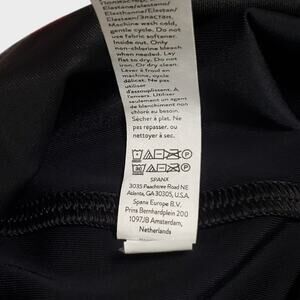 elastano/Elastano/
Elastane/Elastan/
Elasten/ЭЛАСТАН.
Machine wash cold,
gentle cycle. Do not
use fabric softener.
Inside out. Only
non-chlorine bleach
when needed. Lay
flat to dry. Do not
iron. Or dry clean.
Laver à froid en
machine, cycle
délicat. Ne pas
utiliser
d'assouplissant. À
l'envers. Utiliser
seulement un agent
de blanchiment non
chloré au besoin.
Sécher à plat. Ne
pas repasser, ou
nettoyer à sec.
SPANX
3035 Peachtree Road NE
Atlanta, GA 30305, U.S.A.
Spanx Europe B.V.
Prins Bernhardplein 200
1097JB Amsterdam,
Netherlands